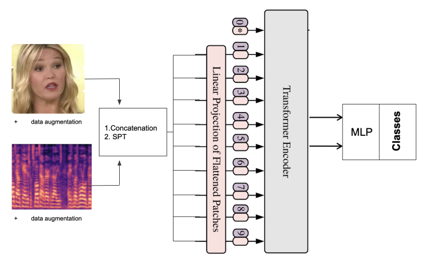 + data augmentation
1.Concatenation
2. SPT
+ data augmentation
Linear Projection of
Flattened Patches
0 *
1
2
3
4
5
6
7
8
9
Transformer Encoder
MLP
Classes